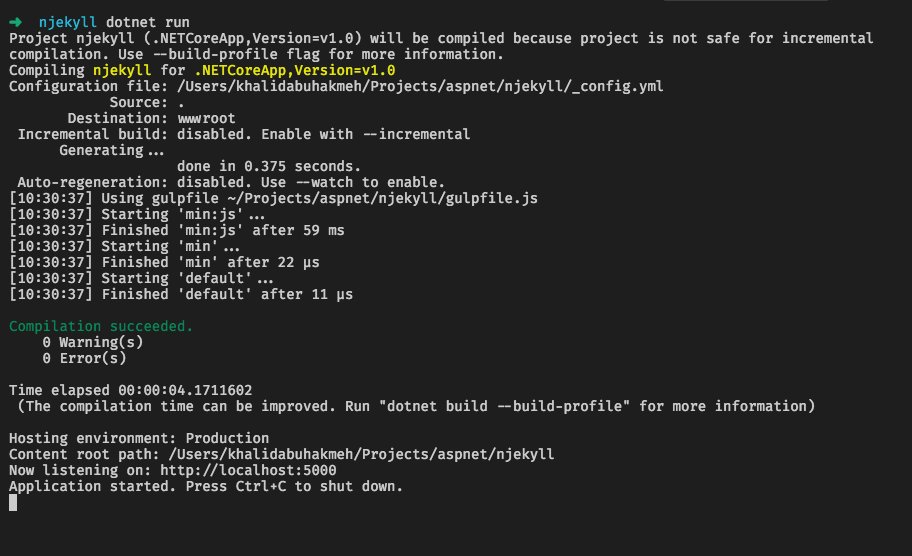 ➜ njekyll dotnet run
Project njekyll (.NETCoreApp,Version=v1.0) will be compiled because project is not safe for incremental
compilation. Use --build-profile flag for more information.
Compiling njekyll for .NETCoreApp,Version=v1.0
Configuration file: /Users/khalidabuhakmeh/Projects/aspnet/njekyll/_config.yml
Source: .
Destination: wwwroot
Incremental build: disabled. Enable with --incremental
Generating...
done in 0.375 seconds.
Auto-regeneration: disabled. Use --watch to enable.
[10:30:37] Using gulpfile ~/Projects/aspnet/njekyll/gulpfile.js
[10:30:37] Starting 'min:js'...
[10:30:37] Finished 'min:js' after 59 ms
[10:30:37] Starting 'min'...
[10:30:37] Finished 'min' after 22 μs
[10:30:37] Starting 'default'...
[10:30:37] Finished 'default' after 11 μs
Compilation succeeded.
0 Warning(s)
0 Error(s)
Time elapsed 00:00:04.1711602
(The compilation time can be improved. Run "dotnet build --build-profile" for more information)
Hosting environment: Production
Content root path: /Users/khalidabuhakmeh/Projects/aspnet/njekyll
Now listening on: http://localhost:5000
Application started. Press Ctrl+C to shut down.